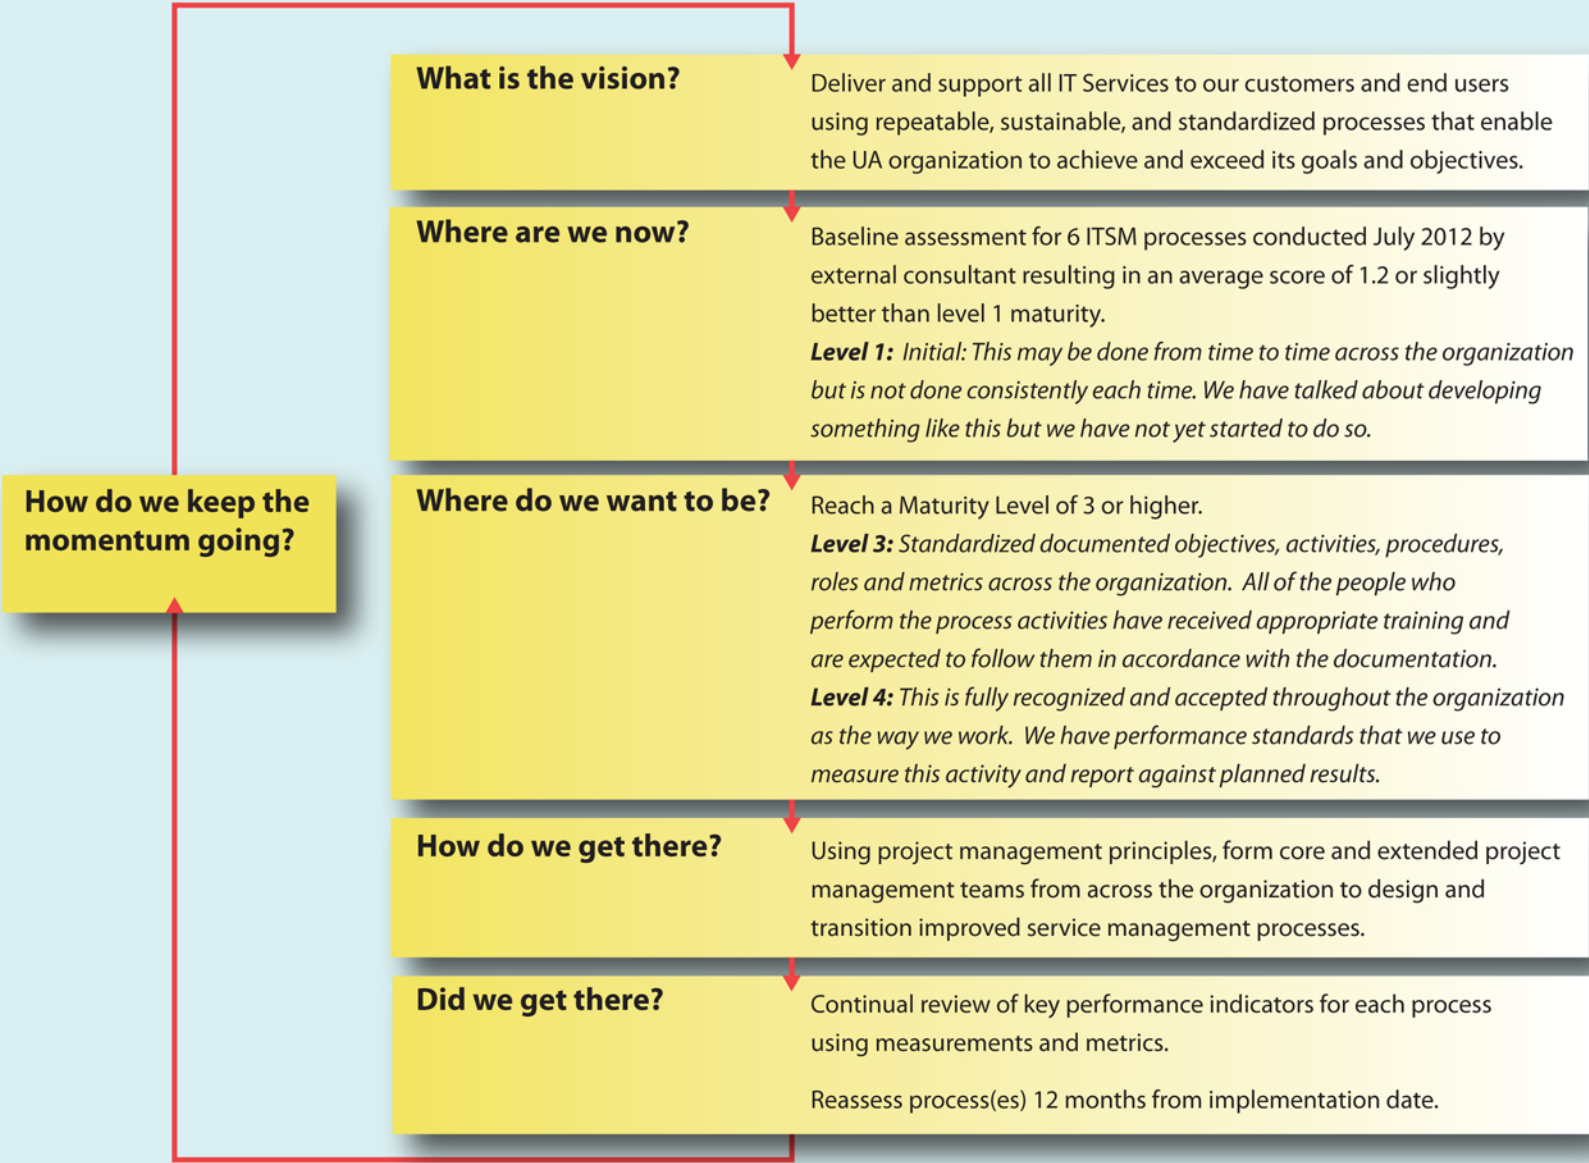 What is the vision?
Deliver and support all IT Services to our customers and end users
using repeatable, sustainable, and standardized processes that enable
the UA organization to achieve and exceed its goals and objectives.
Where are we now?
Baseline assessment for 6 ITSM processes conducted July 2012 by
external consultant resulting in an average score of 1.2 or slightly
better than level 1 maturity.
Level 1: Initial: This may be done from time to time across the organization
but is not done consistently each time. We have talked about developing
something like this but we have not yet started to do so.
How do we keep the
momentum going?
Where do we want to be?
Reach a Maturity Level of 3 or higher.
Level 3: Standardized documented objectives, activities, procedures,
roles and metrics across the organization. All of the people who
perform the process activities have received appropriate training and
are expected to follow them in accordance with the documentation.
Level 4: This is fully recognized and accepted throughout the organization
as the way we work. We have performance standards that we use to
measure this activity and report against planned results.
How do we get there?
Using project management principles, form core and extended project
management teams from across the organization to design and
transition improved service management processes.
Did we get there?
Continual review of key performance indicators for each process
using measurements and metrics.
Reassess process(es) 12 months from implementation date.